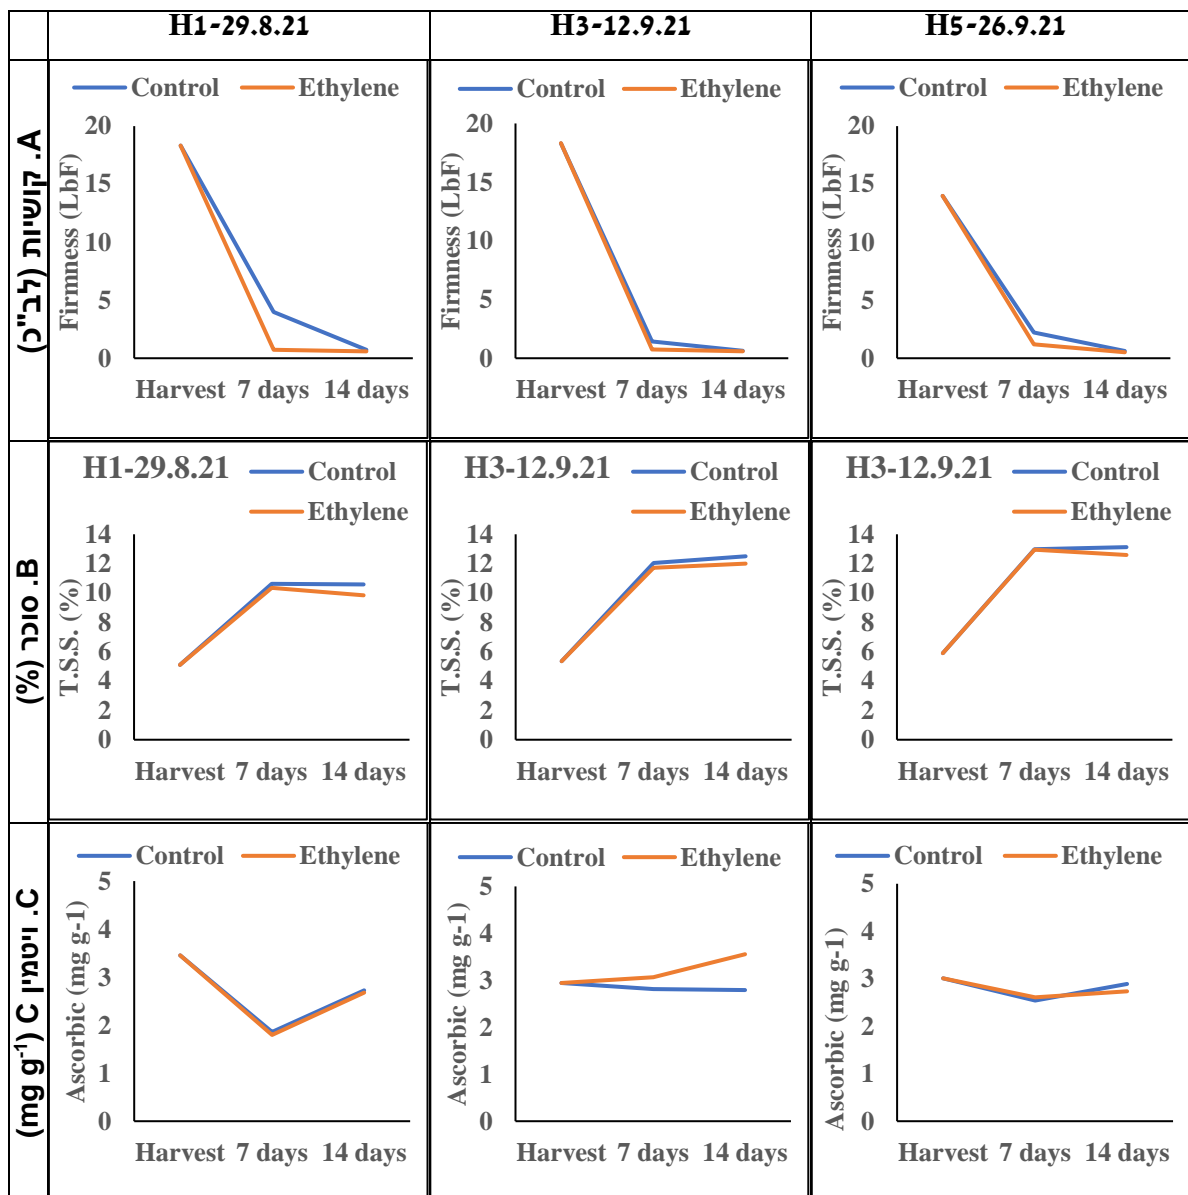 H1-29.8.21
H3-12.9.21
H5-26.9.21
A. קושיות (לב"כ)
Control Ethylene
Firmness (LbF)
20
15
10
5
0
Harvest 7 days 14 days
Control Ethylene
Firmness (LbF)
20
15
10
5
0
Harvest 7 days 14 days
Control Ethylene
Firmness (LbF)
20
15
10
5
0
Harvest 7 days 14 days
B. סוכר (%)
H1-29.8.21
Control
Ethylene
T.S.S. (%)
14
12
10
8
6
4
2
0
Harvest 7 days 14 days
H3-12.9.21
Control
Ethylene
T.S.S. (%)
14
12
10
8
6
4
2
0
Harvest 7 days 14 days
H3-12.9.21
Control
Ethylene
T.S.S. (%)
14
12
10
8
6
4
2
0
Harvest 7 days 14 days
C. ויטמין C (mg g⁻¹)
Control Ethylene
Ascorbic (mg g-1)
5
4
3
2
1
0
Harvest 7 days 14 days
Control Ethylene
Ascorbic (mg g-1)
5
4
3
2
1
0
Harvest 7 days 14 days
Control Ethylene
Ascorbic (mg g-1)
5
4
3
2
1
0
Harvest 7 days 14 days